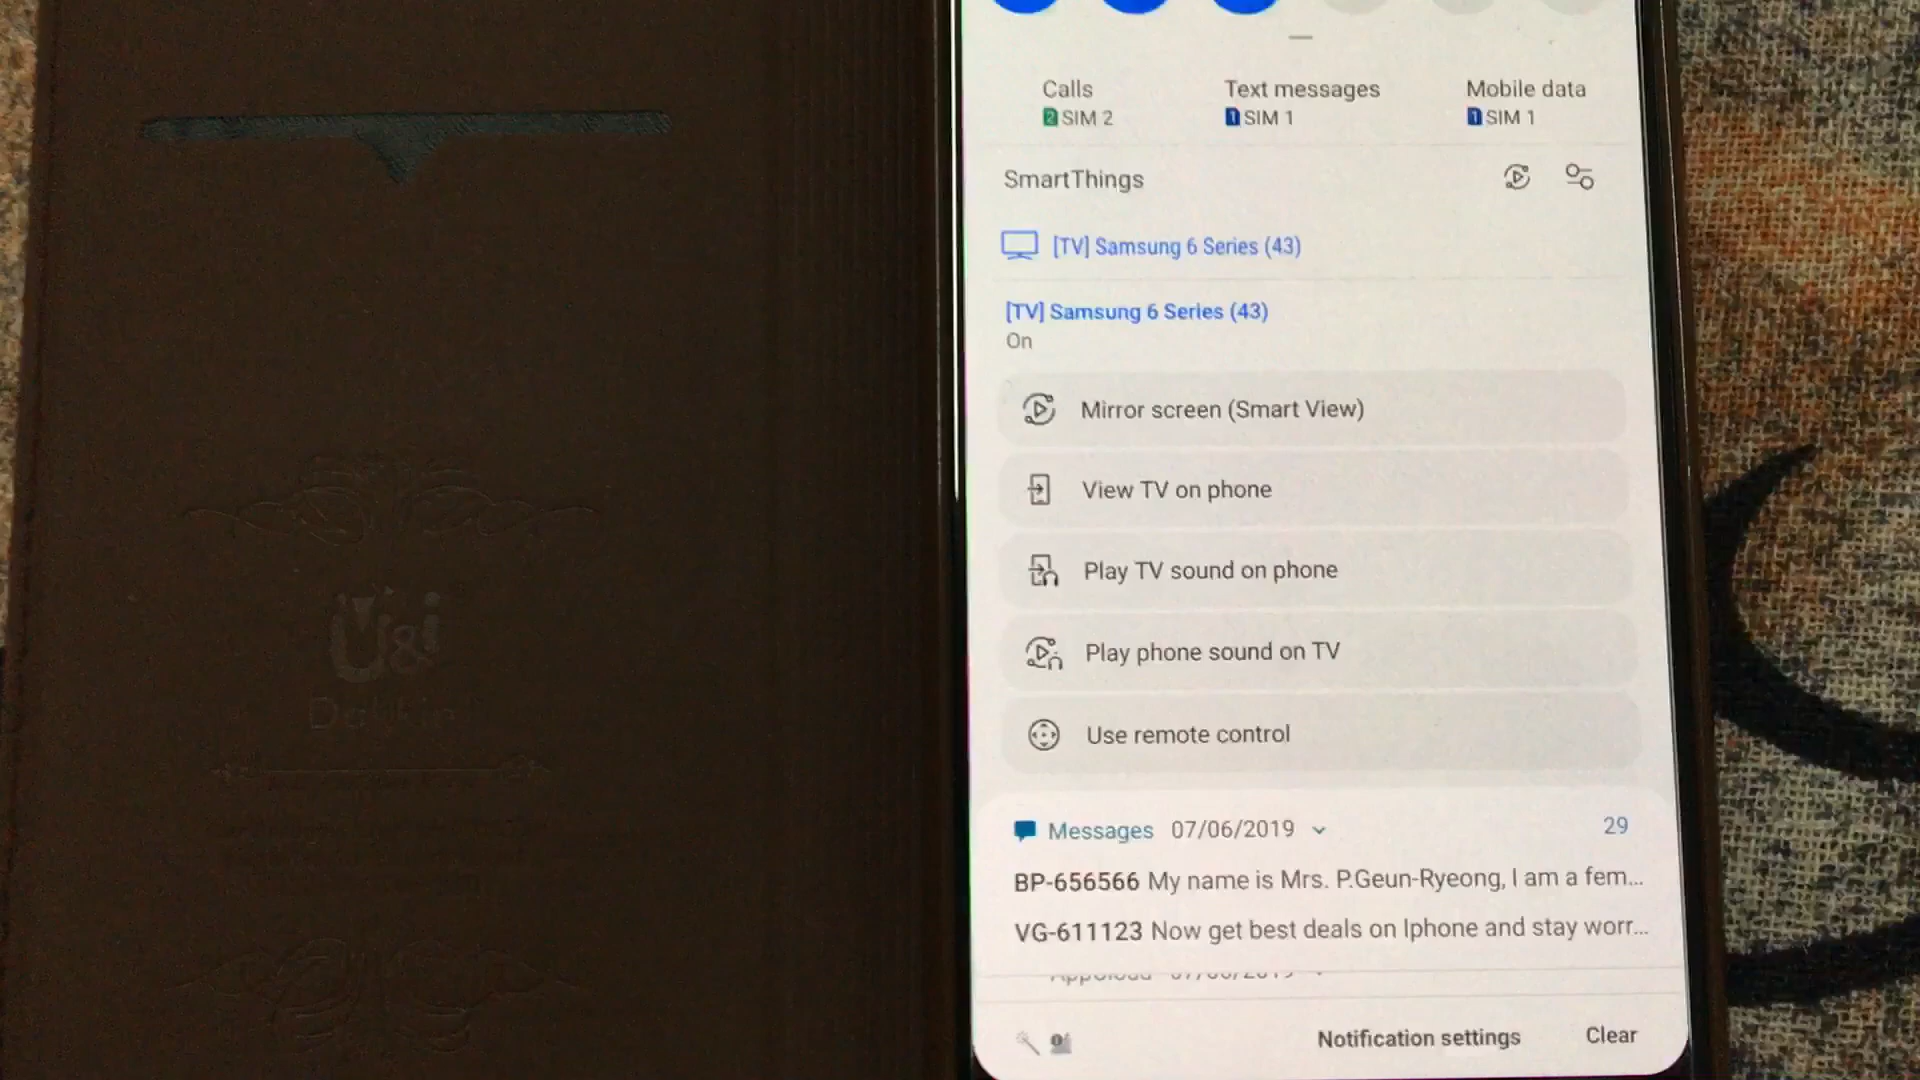 Calls
2 SIM 2
Text messages
1 SIM 1
Mobile data
1 SIM 1
SmartThings
[TV] Samsung 6 Series (43)
[TV] Samsung 6 Series (43)
On
Mirror screen (Smart View)
View TV on phone
Play TV sound on phone
Play phone sound on TV
Use remote control
Messages 07/06/2019
29
BP-656566 My name is Mrs. P.Geun-Ryeong, I am a fem...
VG-611123 Now get best deals on Iphone and stay worr...
Notification settings
Clear
U&i